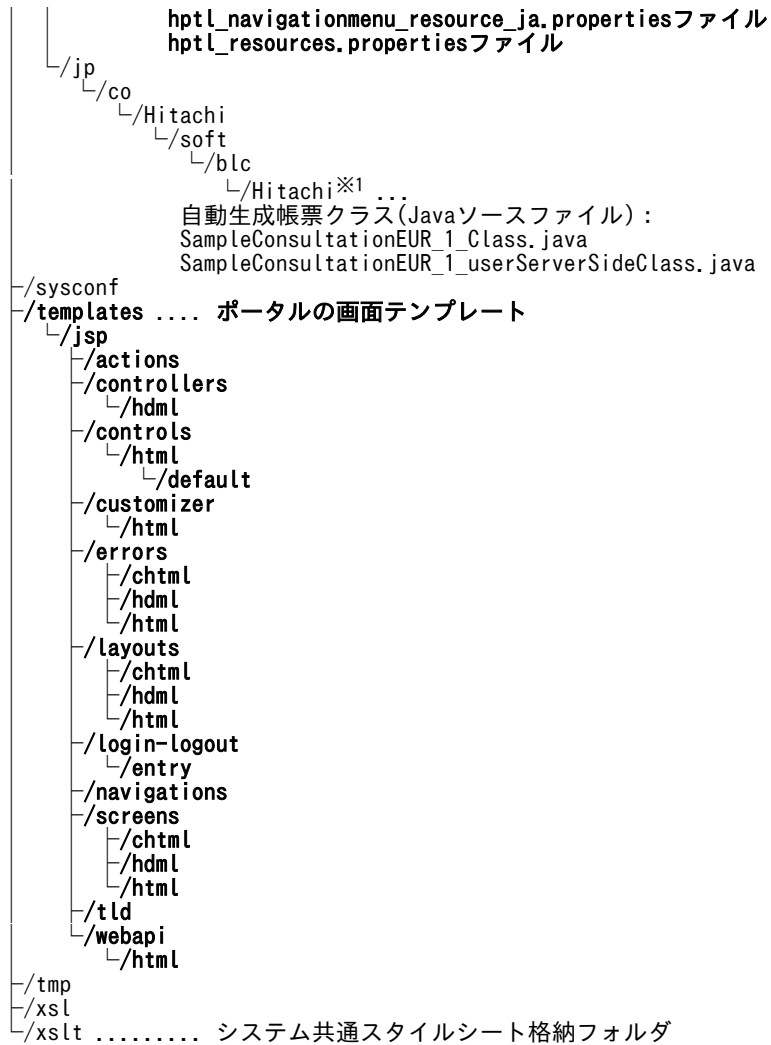 hptl_navigationmenu_resource_ja.propertiesファイル
hptl_resources.propertiesファイル
/jp
/co
/Hitachi
/soft
/blc
/Hitachi※1 ...
自動生成帳票クラス(Javaソースファイル):
SampleConsultationEUR_1_Class.java
SampleConsultationEUR_1_userServerSideClass.java
/sysconf
/templates .... ポータルの画面テンプレート
/jsp
/actions
/controllers
/hdml
/controls
/html
/default
/customizer
/html
/errors
/chtml
/hdml
/html
/layouts
/chtml
/hdml
/html
/login-logout
/entry
/navigations
/screens
/chtml
/hdml
/html
/tld
/webapi
/html
/tmp
/xsl
/xslt ......... システム共通スタイルシート格納フォルダ